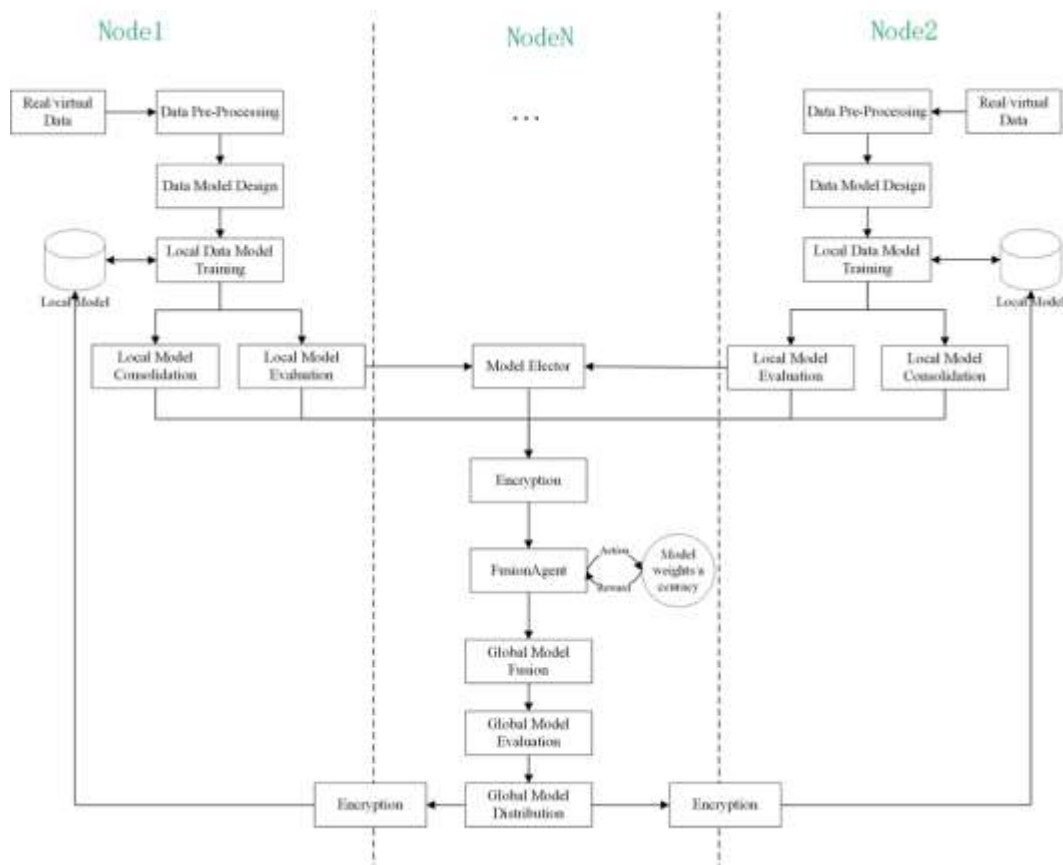 Node1
NodeN
Node2
Real/virtual
Data
Data Pre-Processing
...
Data Pre-Processing
Real/virtual
Data
Data Model Design
Data Model Design
Local Data Model
Training
Local Model
Local Data Model
Training
Local Model
Local Model
Consolidation
Local Model
Evaluation
Model Elector
Local Model
Evaluation
Local Model
Consolidation
Encryption
FusionAgent
Action
Reward
Model
weights's
Global Model
Fusion
Global Model
Evaluation
Encryption
Global Model
Distribution
Encryption